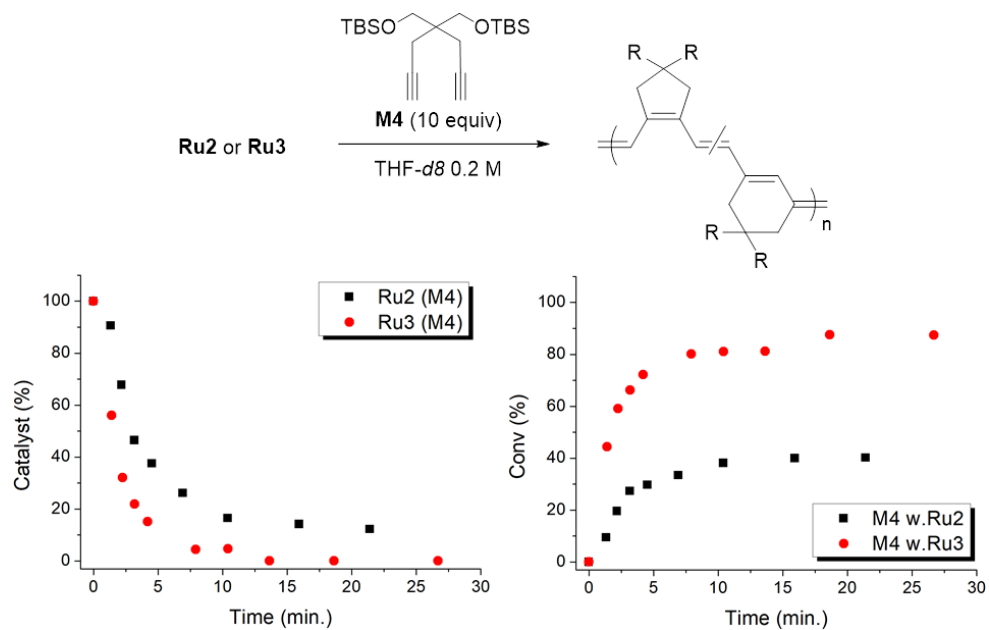 TBSO OTBS
R R
M4 (10 equiv)
Ru2 or Ru3
THF-d8 0.2 M
n
R
R
100
80
60
40
20
0
Catalyst (%)
Ru2 (M4)
Ru3 (M4)
0 5 10 15 20 25 30
Time (min.)
100
80
60
40
20
0
Conv (%)
M4 w.Ru2
M4 w.Ru3
0 5 10 15 20 25 30
Time (min.)